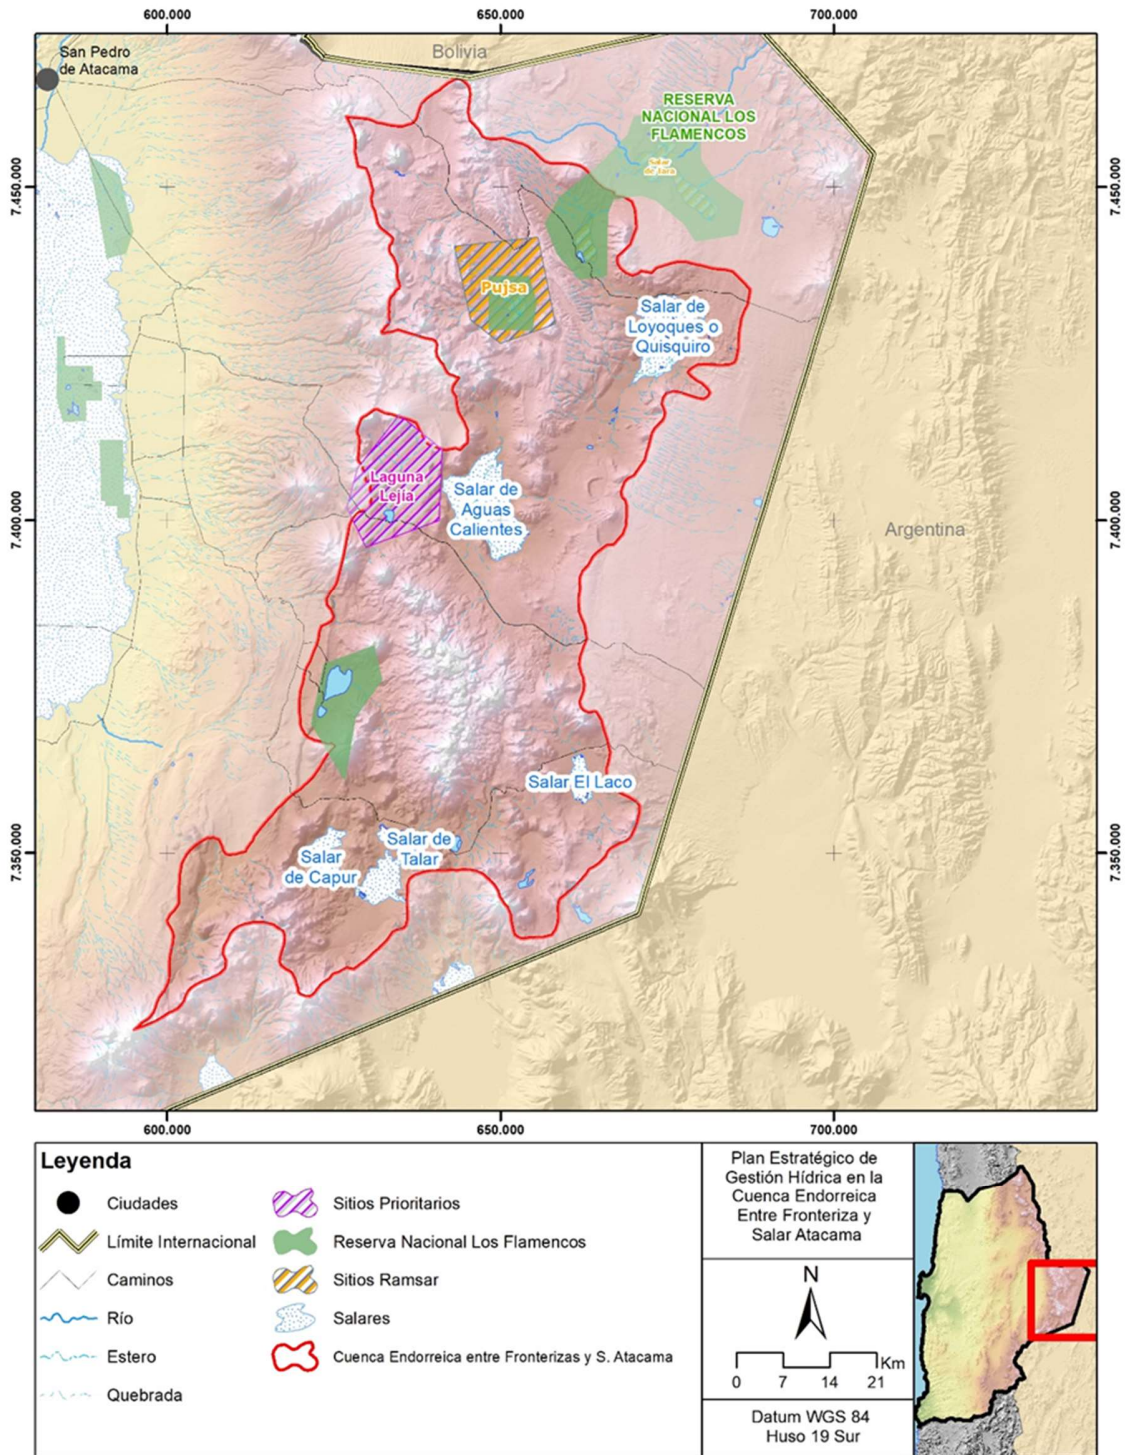 600.000
650.000
700.000
San Pedro
de Atacama
Bolivia
RESERVA
NACIONAL LOS
FLAMENCOS
Salar
de Tara
7.450.000
7.450.000
Pujsa
Salar de
Loyoques o
Quisquiro
Laguna
Lejía
Salar de
Aguas
Calientes
7.400.000
7.400.000
Argentina
Salar El Laco
Salar de
Talar
Salar
de Capur
7.350.000
7.350.000
600.000
650.000
700.000
Leyenda
Ciudades
Límite Internacional
Caminos
Río
Estero
Quebrada
Sitios Prioritarios
Reserva Nacional Los Flamencos
Sitios Ramsar
Salares
Cuenca Endorreica entre Fronterizas y S. Atacama
Plan Estratégico de
Gestión Hídrica en la
Cuenca Endorreica
Entre Fronteriza y
Salar Atacama
N
Km
0 7 14 21
Datum WGS 84
Huso 19 Sur